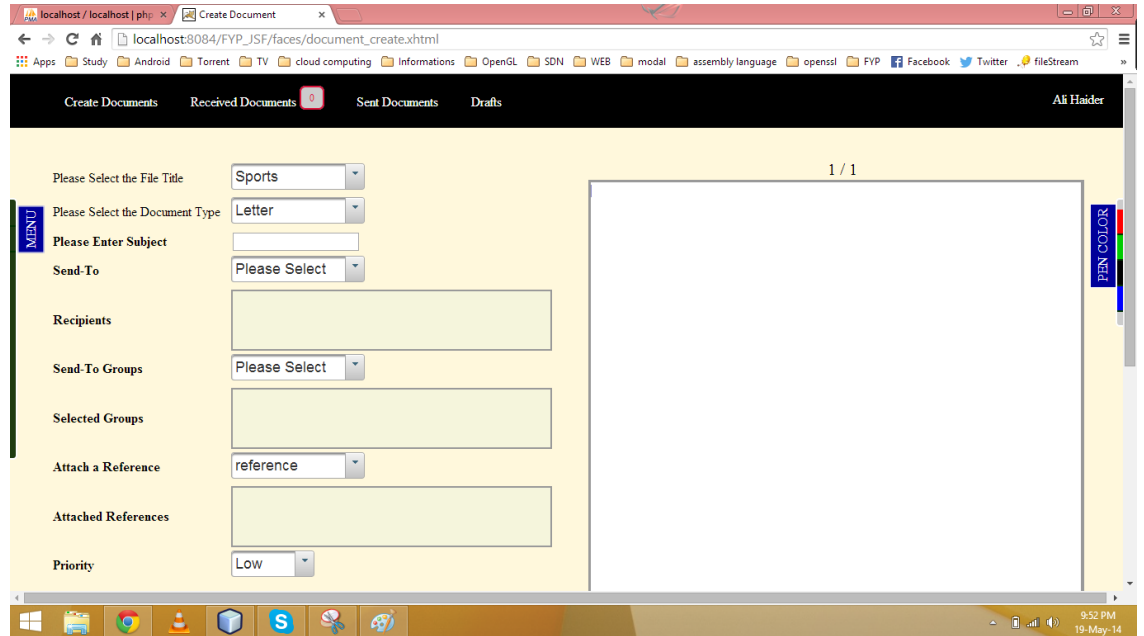 localhost / localhost | php
Create Document
localhost:8084/FYP_JSF/faces/document_create.xhtml
Apps Study Android Torrent TV cloud computing Informations OpenGL SDN WEB modal assembly language openssl FYP Facebook Twitter fileStream »
Create Documents Received Documents 0 Sent Documents Drafts Ali Haider
1 / 1
Please Select the File Title Sports
Please Select the Document Type Letter
MENU
PEN COLOR
Please Enter Subject
Send-To Please Select
Recipients
Send-To Groups Please Select
Selected Groups
Attach a Reference reference
Attached References
Priority Low
9:52 PM
19-May-14